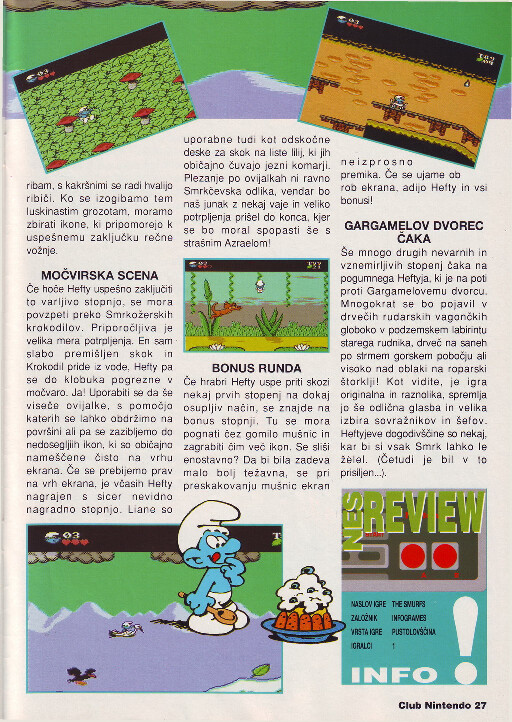 03
ribam, s kakršnimi se radi hvalijo
ribiči. Ko se izogibamo tem
luskinastim grozotam, moramo
zbirati ikone, ki pripomorejo k
uspešnemu zaključku rečne
vožnje.
MOČVIRSKA SCENA
Če hoče Hefty uspešno zaključiti
to varljivo stopnjo, se mora
povzpeti preko Smrkožerskih
krokodilov. Priporočljiva je
velika mera potrpljenja. En sam
slabo premišljen skok in
Krokodil pride iz vode, Hefty pa
se do klobuka pogrezne v
močvaro. Ja! Uporabiti se da še
viseče ovijalke, s pomočjo
katerih se lahko obdržimo na
površini ali pa se zazibljemo do
nedosegljiih ikon, ki so običajno
nameščene čisto na vrhu
ekrana. Če se prebijemo prav
na vrh ekrana, je včasih Hefty
nagrajen s sicer nevidno
nagradno stopnjo. Liane so
uporabne tudi kot odskočne
deske za skok na liste lilij, ki jih
običajno čuvajo jezni komarji.
Plezanje po ovijalkah ni ravno
Smrkčevska odlika, vendar bo
naš junak z nekaj vaje in veliko
potrpljenja prišel do konca, kjer
se bo moral spopasti še s
strašnim Azraelom!
BONUS RUNDA
Če hrabri Hefty uspe priti skozi
nekaj prvih stopenj na dokaj
osupljiv način, se znajde na
bonus stopnji. Tu se mora
pognati čez gomilo mušnic in
zagrabiti čim več ikon. Se sliši
enostavno? Da bi bila zadeva
malo bolj težavna, se pri
preskakovanju mušnic ekran
03
neizprosno
premika. Če se ujame ob
rob ekrana, adijo Hefty in vsi
bonusi!
GARGAMELOV DVOREC
ČAKA
Še mnogo drugih nevarnih in
vznemirljivih stopenj čaka na
pogumnega Heftyja, ki je na poti
proti Gargamelovemu dvorcu.
Mnogokrat se bo pojavil v
drvečih rudarskih vagončkih
globoko v podzemskem labirintu
starega rudnika, drveč na saneh
po strmem gorskem pobočju ali
visoko nad oblaki na roparski
štorklji! Kot vidite, je igra
originalna in raznolika, spremlja
jo še odlična glasba in velika
izbira sovražnikov in šefov.
Heftyjeve dogodivščine so nekaj,
kar bi si vsak Smrk lahko le
želel. (Četudi je bil v to
prisiljen...).
03
NES REVIEW
NASLOV IGRE THE SMURFS
ZALOŽNIK INFOGRAMES
VRSTA IGRE PUSTOLOVŠČINA
IGRALCI 1
INFO !
Club Nintendo 27